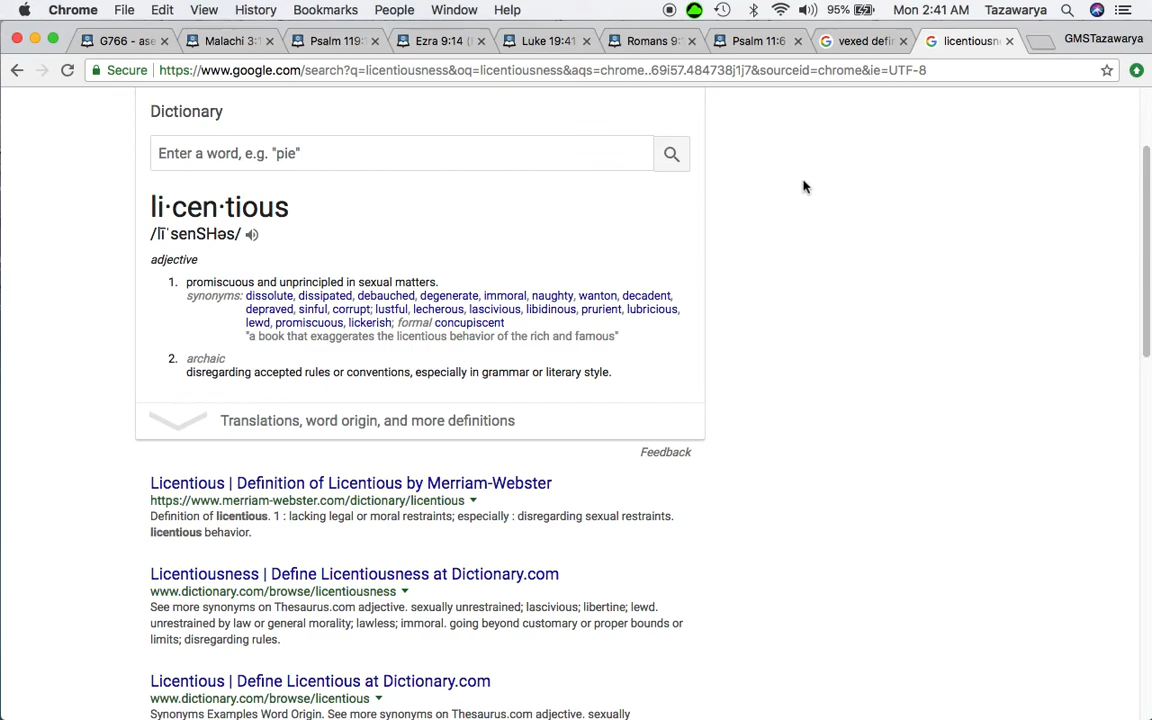 Chrome File Edit View History Bookmarks People Window Help 95% Mon 2:41 AM Tazawarya
G766 - ase Malachi 3:1 Psalm 119: Ezra 9:14 ( Luke 19:41 Romans 9: Psalm 11:6 vexed defin licentiousn GMSTazawarya
Secure https://www.google.com/search?q=licentiousness&oq=licentiousness&aqs=chrome..69i57.484738j1j7&sourceid=chrome&ie=UTF-8
Dictionary
Enter a word, e.g. "pie"
li·cen·tious
/līˈsenSHəs/
adjective
1. promiscuous and unprincipled in sexual matters.
synonyms: dissolute, dissipated, debauched, degenerate, immoral, naughty, wanton, decadent,
depraved, sinful, corrupt; lustful, lecherous, lascivious, libidinous, prurient, lubricious,
lewd, promiscuous, lickerish; formal concupiscent
"a book that exaggerates the licentious behavior of the rich and famous"
2. archaic
disregarding accepted rules or conventions, especially in grammar or literary style.
Translations, word origin, and more definitions
Feedback
Licentious | Definition of Licentious by Merriam-Webster
https://www.merriam-webster.com/dictionary/licentious
Definition of licentious. 1 : lacking legal or moral restraints; especially : disregarding sexual restraints.
licentious behavior.
Licentiousness | Define Licentiousness at Dictionary.com
www.dictionary.com/browse/licentiousness
See more synonyms on Thesaurus.com adjective. sexually unrestrained; lascivious; libertine; lewd.
unrestrained by law or general morality; lawless; immoral. going beyond customary or proper bounds or
limits; disregarding rules.
Licentious | Define Licentious at Dictionary.com
www.dictionary.com/browse/licentious
Synonyms Examples Word Origin. See more synonyms on Thesaurus.com adjective. sexually